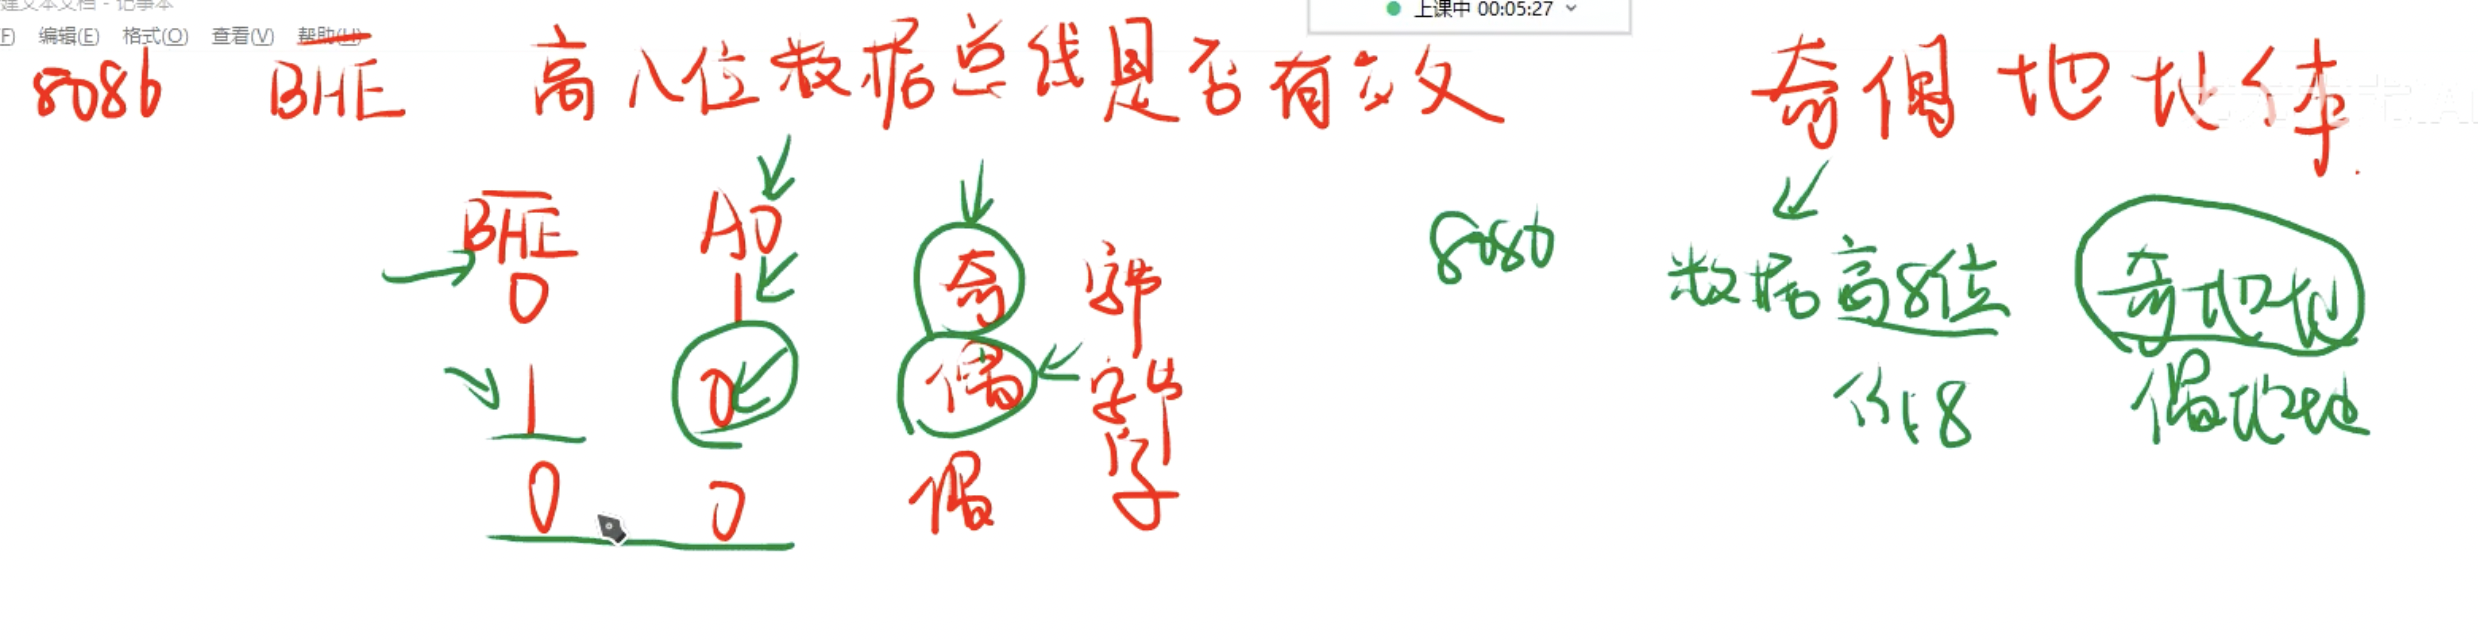 建文本文档 - 记事本
上课中 00:05:27
(F) 编辑(E) 格式(O) 查看(V) 帮助(H)
8086 BHE 高八位数据总线是否有效 奇偶地址体.
BHE A0
0 1 奇 字节
1 0 偶 字节
0 0 偶 字
8086 数据高8位 奇地址
低8 偶地址